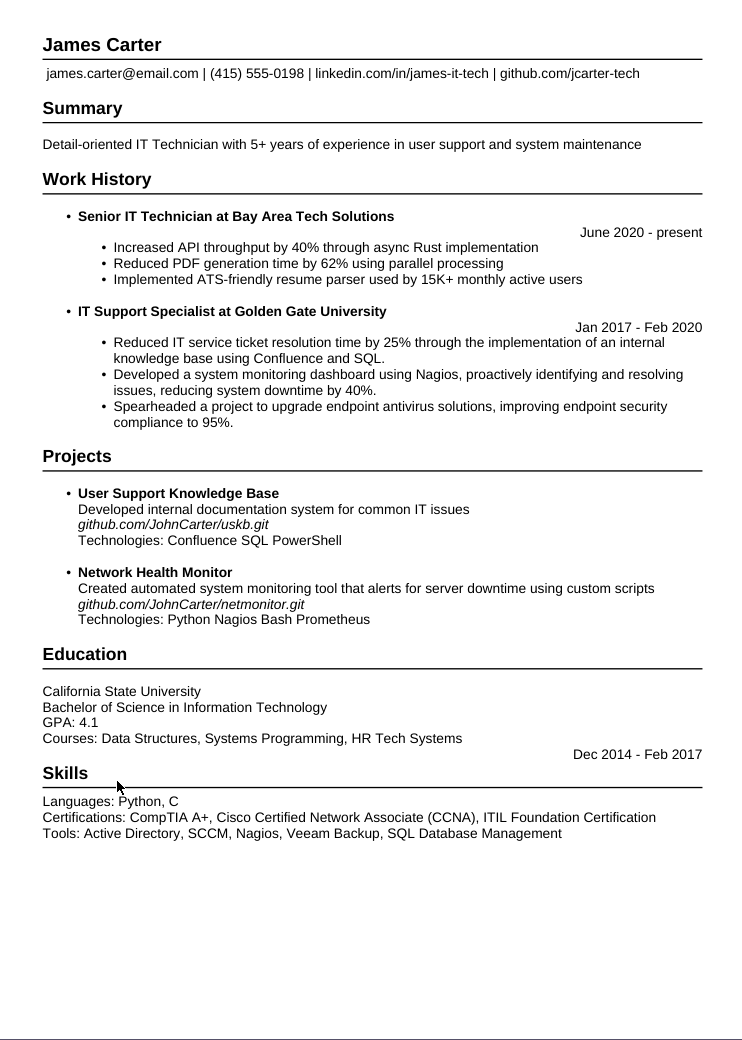 James Carter
james.carter@email.com | (415) 555-0198 | linkedin.com/in/james-it-tech | github.com/jcarter-tech
Summary
Detail-oriented IT Technician with 5+ years of experience in user support and system maintenance
Work History
• Senior IT Technician at Bay Area Tech Solutions
June 2020 - present
• Increased API throughput by 40% through async Rust implementation
• Reduced PDF generation time by 62% using parallel processing
• Implemented ATS-friendly resume parser used by 15K+ monthly active users
• IT Support Specialist at Golden Gate University
Jan 2017 - Feb 2020
• Reduced IT service ticket resolution time by 25% through the implementation of an internal
knowledge base using Confluence and SQL.
• Developed a system monitoring dashboard using Nagios, proactively identifying and resolving
issues, reducing system downtime by 40%.
• Spearheaded a project to upgrade endpoint antivirus solutions, improving endpoint security
compliance to 95%.
Projects
• User Support Knowledge Base
Developed internal documentation system for common IT issues
github.com/JohnCarter/uskb.git
Technologies: Confluence SQL PowerShell
• Network Health Monitor
Created automated system monitoring tool that alerts for server downtime using custom scripts
github.com/JohnCarter/netmonitor.git
Technologies: Python Nagios Bash Prometheus
Education
California State University
Bachelor of Science in Information Technology
GPA: 4.1
Courses: Data Structures, Systems Programming, HR Tech Systems
Dec 2014 - Feb 2017
Skills
Languages: Python, C
Certifications: CompTIA A+, Cisco Certified Network Associate (CCNA), ITIL Foundation Certification
Tools: Active Directory, SCCM, Nagios, Veeam Backup, SQL Database Management